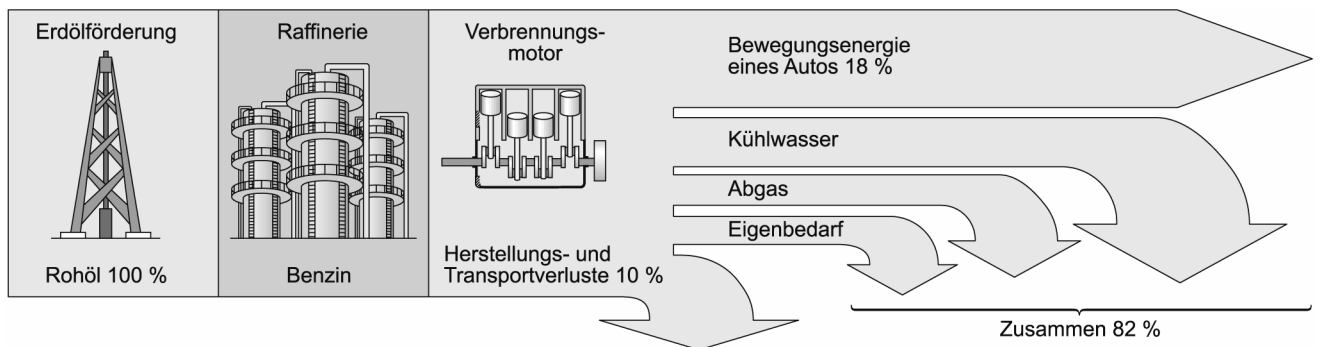 Erdölförderung
Rohöl 100 %
Raffinerie
Benzin
Verbrennungs-
motor
Herstellungs- und
Transportverluste 10 %
Bewegungsenergie
eines Autos 18 %
Kühlwasser
Abgas
Eigenbedarf
Zusammen 82 %